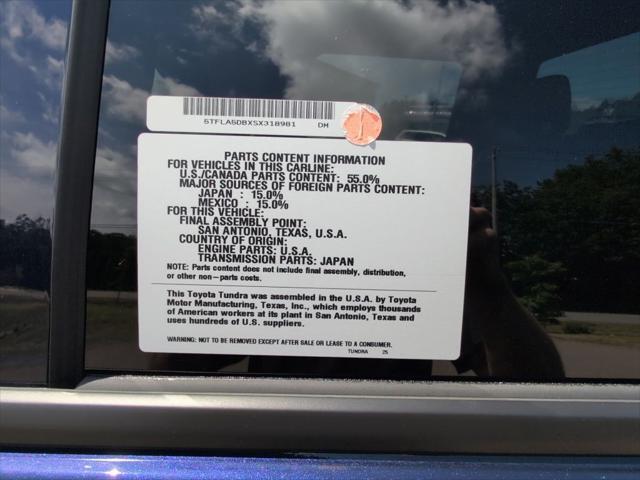 5TFLA5DBXSX318981 DM
1
PARTS CONTENT INFORMATION
FOR VEHICLES IN THIS CARLINE:
U.S./CANADA PARTS CONTENT: 55.0%
MAJOR SOURCES OF FOREIGN PARTS CONTENT:
JAPAN : 15.0%
MEXICO : 15.0%
FOR THIS VEHICLE:
FINAL ASSEMBLY POINT:
SAN ANTONIO, TEXAS, U.S.A.
COUNTRY OF ORIGIN:
ENGINE PARTS: U.S.A.
TRANSMISSION PARTS: JAPAN
NOTE: Parts content does not include final assembly, distribution,
or other non-parts costs.
This Toyota Tundra was assembled in the U.S.A. by Toyota
Motor Manufacturing, Texas, Inc., which employs thousands
of American workers at its plant in San Antonio, Texas and
uses hundreds of U.S. suppliers.
WARNING: NOT TO BE REMOVED EXCEPT AFTER SALE OR LEASE TO A CONSUMER.
TUNDRA 25